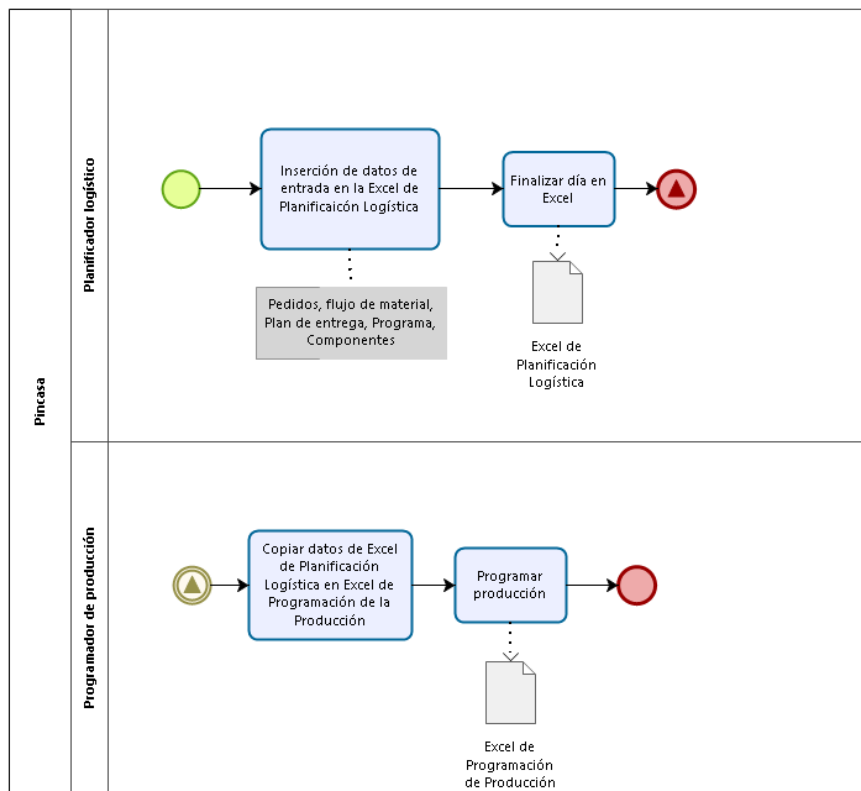 Pincasa
Planificador logístico
Inserción de datos de
entrada en la Excel de
Planificaicón Logística
Finalizar día en
Excel
Pedidos, flujo de material,
Plan de entrega, Programa,
Componentes
Excel de
Planificación
Logística
Programador de producción
Copiar datos de Excel
de Planificación
Logística en Excel de
Programación de la
Producción
Programar
producción
Excel de
Programación
de Producción